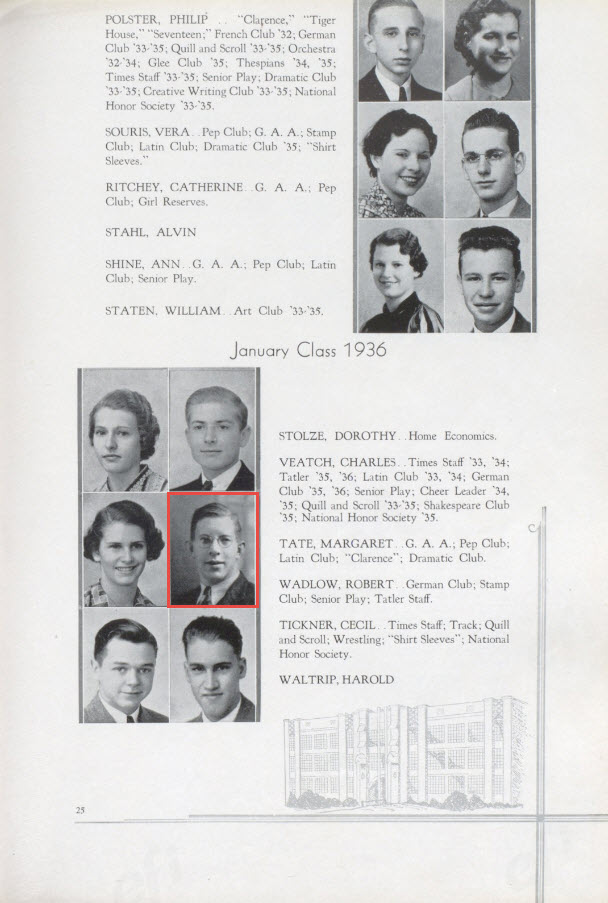 POLSTER, PHILIP . . "Clarence," "Tiger
House," "Seventeen;" French Club '32; German
Club '33-'35; Quill and Scroll '33-'35; Orchestra
'32-'34; Glee Club '35; Thespians '34, '35;
Times Staff '33-'35; Senior Play; Dramatic Club
'33-'35; Creative Writing Club '33-'35; National
Honor Society '33-'35.
SOURIS, VERA . . Pep Club; G. A. A.; Stamp
Club; Latin Club; Dramatic Club '35; "Shirt
Sleeves."
RITCHEY, CATHERINE . . G. A. A.; Pep
Club; Girl Reserves.
STAHL, ALVIN
SHINE, ANN . . G. A. A.; Pep Club; Latin
Club; Senior Play.
STATEN, WILLIAM . . Art Club '33-'35.
January Class 1936
STOLZE, DOROTHY . . Home Economics.
VEATCH, CHARLES . . Times Staff '33, '34;
Tatler '35, '36; Latin Club '33, '34; German
Club '35, '36; Senior Play; Cheer Leader '34,
'35; Quill and Scroll '33-'35; Shakespeare Club
'35; National Honor Society '35.
TATE, MARGARET . . G. A. A.; Pep Club;
Latin Club; "Clarence"; Dramatic Club.
WADLOW, ROBERT . . German Club; Stamp
Club; Senior Play; Tatler Staff.
TICKNER, CECIL . . Times Staff; Track; Quill
and Scroll; Wrestling; "Shirt Sleeves"; National
Honor Society.
WALTRIP, HAROLD
25